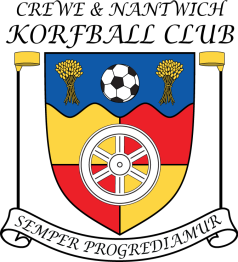 CREWE & NANTWICH
KORFBALL CLUB
SEMPER PROGREDIAMUR